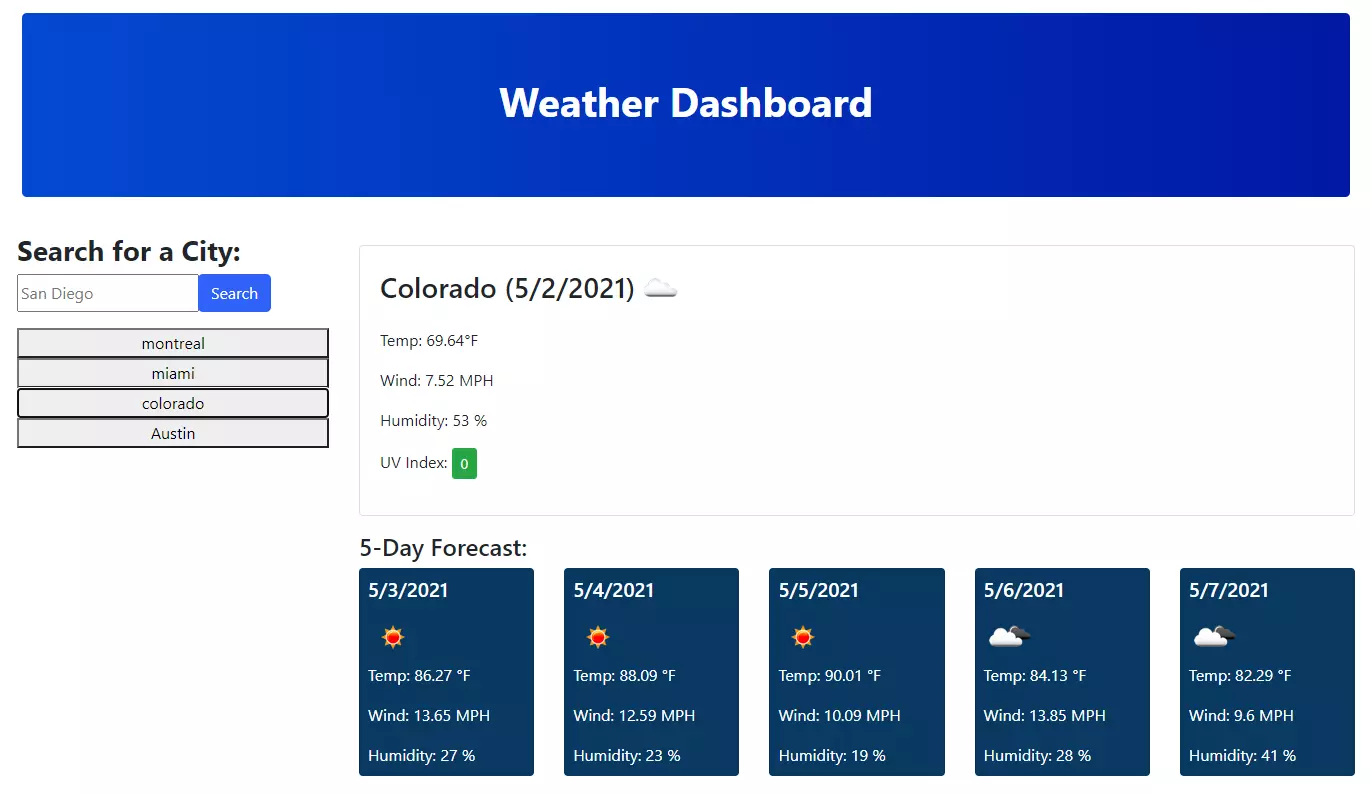 Weather Dashboard
Search for a City:
San Diego Search
montreal
miami
colorado
Austin
Colorado (5/2/2021)
Temp: 69.64°F
Wind: 7.52 MPH
Humidity: 53 %
UV Index: 0
5-Day Forecast:
5/3/2021
Temp: 86.27 °F
Wind: 13.65 MPH
Humidity: 27 %
5/4/2021
Temp: 88.09 °F
Wind: 12.59 MPH
Humidity: 23 %
5/5/2021
Temp: 90.01 °F
Wind: 10.09 MPH
Humidity: 19 %
5/6/2021
Temp: 84.13 °F
Wind: 13.85 MPH
Humidity: 28 %
5/7/2021
Temp: 82.29 °F
Wind: 9.6 MPH
Humidity: 41 %